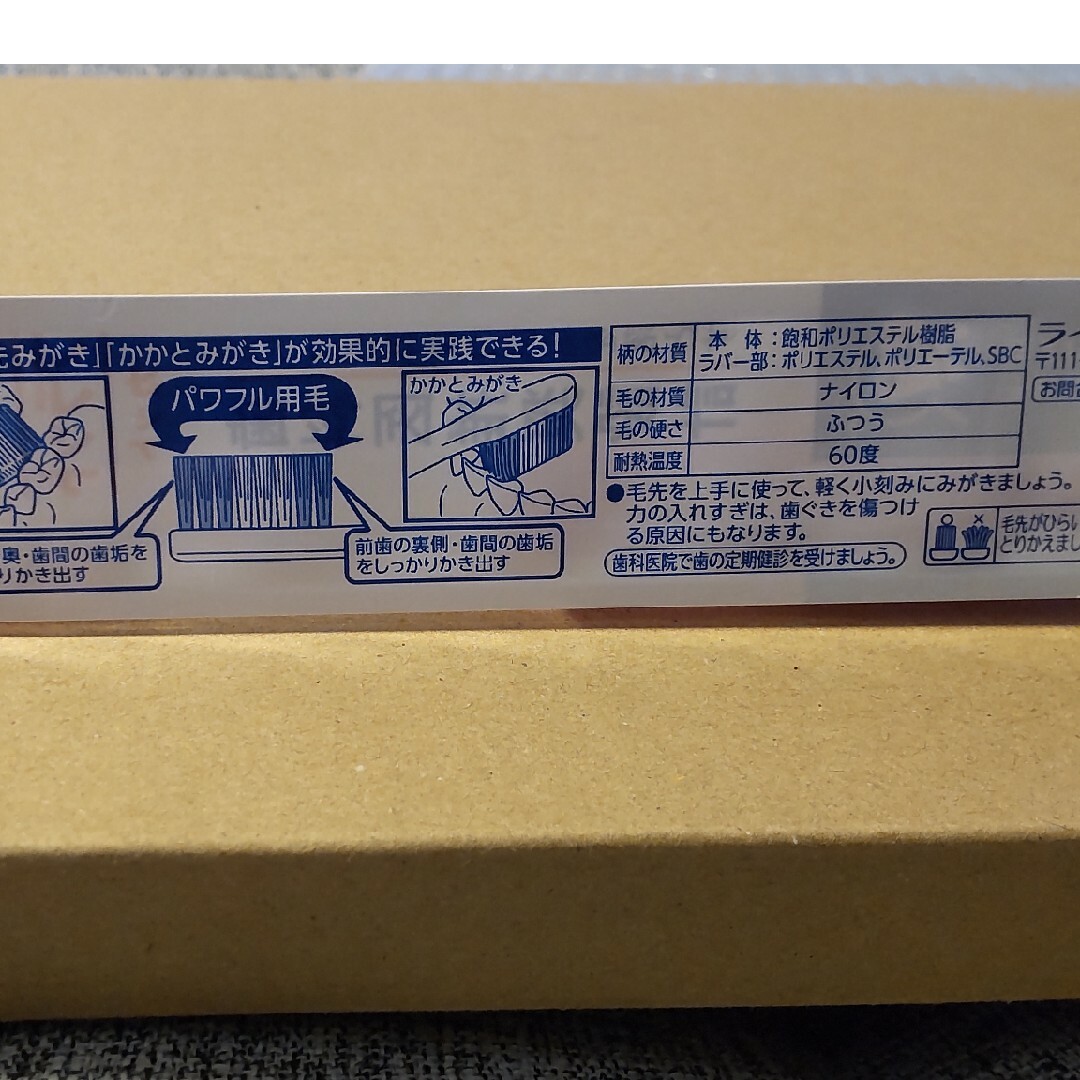 先みがき」「かかとみがき」が効果的に実践できる!
パワフル用毛
かかとみがき
奥・歯間の歯垢を
りかき出す
前歯の裏側・歯間の歯垢
をしっかりかき出す
柄の材質 本 体:飽和ポリエステル樹脂
ラバー部:ポリエステル、ポリエーテル、SBC
毛の材質 ナイロン
毛の硬さ ふつう
耐熱温度 60度
●毛先を上手に使って、軽く小刻みにみがきましょう。
力の入れすぎは、歯ぐきを傷つけ
る原因にもなります。
歯科医院で歯の定期健診を受けましょう。
毛先がひらい
とりかえまし
ライ
〒111
お問合